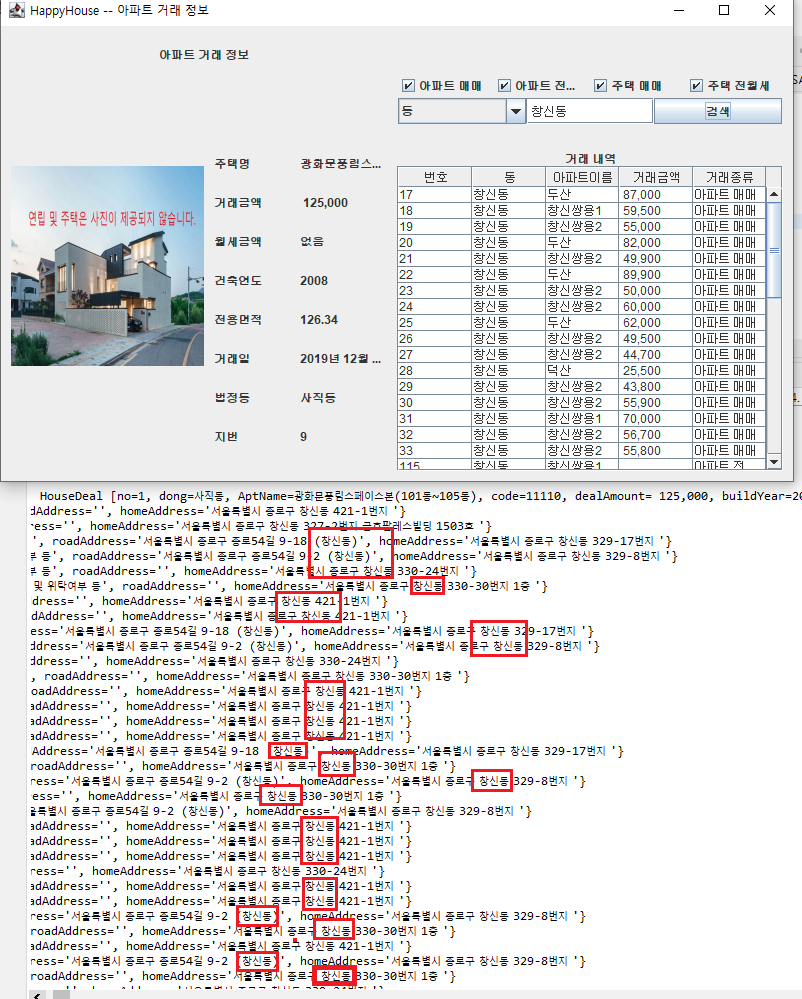 HappyHouse -- 아파트 거래 정보
아파트 거래 정보
아파트 매매 아파트 전... 주택 매매 주택 전월세
동 창신동 검색
거래 내역
연립 및 주택은 사진이 제공되지 않습니다.
주택명 광화문풍림스...
거래금액 125,000
월세금액 없음
건축연도 2008
전용면적 126.34
거래일 2019년 12월 ...
법정동 사직동
지번 9
번호 동 아파트이름 거래금액 거래종류
17 창신동 두산 87,000 아파트 매매
18 창신동 창신쌍용1 59,500 아파트 매매
19 창신동 창신쌍용2 55,000 아파트 매매
20 창신동 두산 82,000 아파트 매매
21 창신동 창신쌍용2 49,900 아파트 매매
22 창신동 두산 89,900 아파트 매매
23 창신동 창신쌍용2 50,000 아파트 매매
24 창신동 창신쌍용2 60,000 아파트 매매
25 창신동 두산 62,000 아파트 매매
26 창신동 창신쌍용2 49,500 아파트 매매
27 창신동 창신쌍용2 44,700 아파트 매매
28 창신동 덕산 25,500 아파트 매매
29 창신동 창신쌍용2 43,800 아파트 매매
30 창신동 창신쌍용2 55,900 아파트 매매
31 창신동 창신쌍용1 70,000 아파트 매매
32 창신동 창신쌍용2 56,700 아파트 매매
33 창신동 창신쌍용2 55,800 아파트 매매
115 창신동 창신쌍용1 아파트 전
HouseDeal [no=1, dong=사직동, AptName=광화문풍림스페이스본(101동~105동), code=11110, dealAmount= 125,000, buildYear=20
dAddress='', homeAddress='서울특별시 종로구 창신동 421-1번지 '}
ress='', homeAddress='서울특별시 종로구 창신동 327-2번지 금호팔레스빌딩 1503호 '}
', roadAddress='서울특별시 종로구 종로54길 9-18 (창신동)', homeAddress='서울특별시 종로구 창신동 329-17번지 '}
부 등', roadAddress='서울특별시 종로구 종로54길 9-2 (창신동)', homeAddress='서울특별시 종로구 창신동 329-8번지 '}
부 등', roadAddress='', homeAddress='서울특별시 종로구 창신동 330-24번지 '}
및 위탁여부 등', roadAddress='', homeAddress='서울특별시 종로구 창신동 330-30번지 1층 '}
ddress='', homeAddress='서울특별시 종로구 창신동 421-1번지 '}
adAddress='', homeAddress='서울특별시 종로구 창신동 421-1번지 '}
ess='서울특별시 종로구 종로54길 9-18 (창신동)', homeAddress='서울특별시 종로구 창신동 329-17번지 '}
ddress='서울특별시 종로구 종로54길 9-2 (창신동)', homeAddress='서울특별시 종로구 창신동 329-8번지 '}
ddress='', homeAddress='서울특별시 종로구 창신동 330-24번지 '}
, roadAddress='', homeAddress='서울특별시 종로구 창신동 330-30번지 1층 '}
oadAddress='', homeAddress='서울특별시 종로구 창신동 421-1번지 '}
adAddress='', homeAddress='서울특별시 종로구 창신동 421-1번지 '}
adAddress='', homeAddress='서울특별시 종로구 창신동 421-1번지 '}
adAddress='', homeAddress='서울특별시 종로구 창신동 421-1번지 '}
dAddress='서울특별시 종로구 종로54길 9-18 (창신동)', homeAddress='서울특별시 종로구 창신동 329-17번지 '}
roadAddress='', homeAddress='서울특별시 종로구 창신동 330-30번지 1층 '}
ress='서울특별시 종로구 종로54길 9-2 (창신동)', homeAddress='서울특별시 종로구 창신동 329-8번지 '}
ress='', homeAddress='서울특별시 종로구 창신동 330-30번지 1층 '}
울특별시 종로구 종로54길 9-2 (창신동)', homeAddress='서울특별시 종로구 창신동 329-8번지 '}
adAddress='', homeAddress='서울특별시 종로구 창신동 421-1번지 '}
adAddress='', homeAddress='서울특별시 종로구 창신동 421-1번지 '}
adAddress='', homeAddress='서울특별시 종로구 창신동 421-1번지 '}
ress='', homeAddress='서울특별시 종로구 창신동 330-24번지 '}
adAddress='', homeAddress='서울특별시 종로구 창신동 421-1번지 '}
adAddress='', homeAddress='서울특별시 종로구 창신동 421-1번지 '}
ress='서울특별시 종로구 종로54길 9-2 (창신동)', homeAddress='서울특별시 종로구 창신동 329-8번지 '}
roadAddress='', homeAddress='서울특별시 종로구 창신동 330-30번지 1층 '}
adAddress='', homeAddress='서울특별시 종로구 창신동 421-1번지 '}
ress='서울특별시 종로구 종로54길 9-2 (창신동)', homeAddress='서울특별시 종로구 창신동 329-8번지 '}
roadAddress='', homeAddress='서울특별시 종로구 창신동 330-30번지 1층 '}